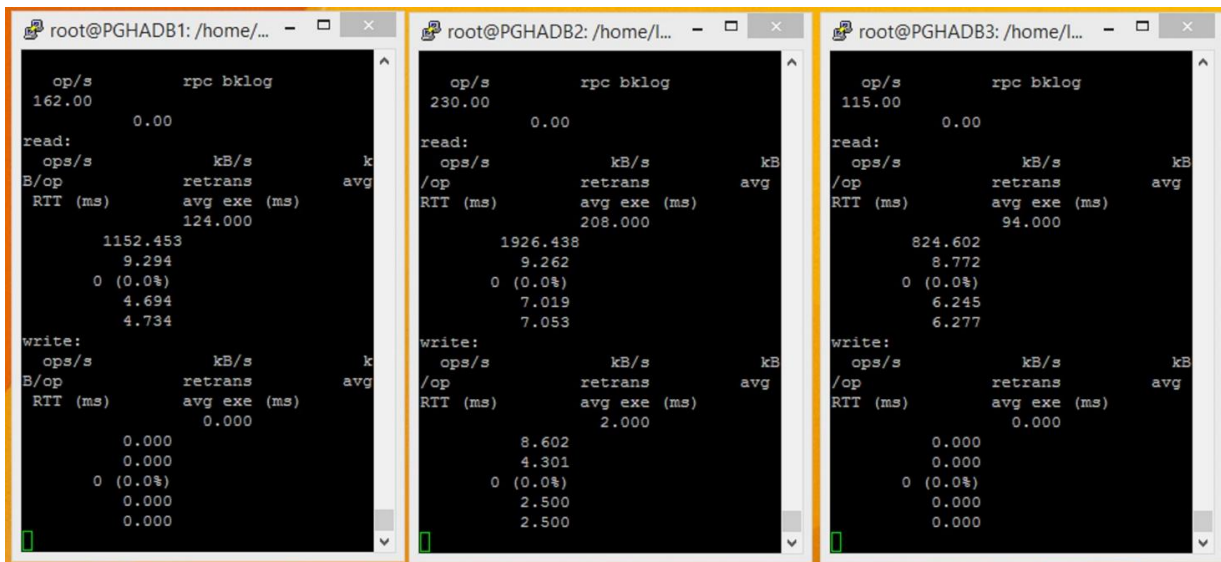 root@PGHADB1: /home/...
op/s rpc bklog
162.00
0.00
read:
ops/s kB/s k
B/op retrans avg
RTT (ms) avg exe (ms)
124.000
1152.453
9.294
0 (0.0%)
4.694
4.734
write:
ops/s kB/s k
B/op retrans avg
RTT (ms) avg exe (ms)
0.000
0.000
0.000
0 (0.0%)
0.000
0.000
root@PGHADB2: /home/l...
op/s rpc bklog
230.00
0.00
read:
ops/s kB/s kB
/op retrans avg
RTT (ms) avg exe (ms)
208.000
1926.438
9.262
0 (0.0%)
7.019
7.053
write:
ops/s kB/s kB
/op retrans avg
RTT (ms) avg exe (ms)
2.000
8.602
4.301
0 (0.0%)
2.500
2.500
root@PGHADB3: /home/l...
op/s rpc bklog
115.00
0.00
read:
ops/s kB/s kB
/op retrans avg
RTT (ms) avg exe (ms)
94.000
824.602
8.772
0 (0.0%)
6.245
6.277
write:
ops/s kB/s kB
/op retrans avg
RTT (ms) avg exe (ms)
0.000
0.000
0.000
0 (0.0%)
0.000
0.000